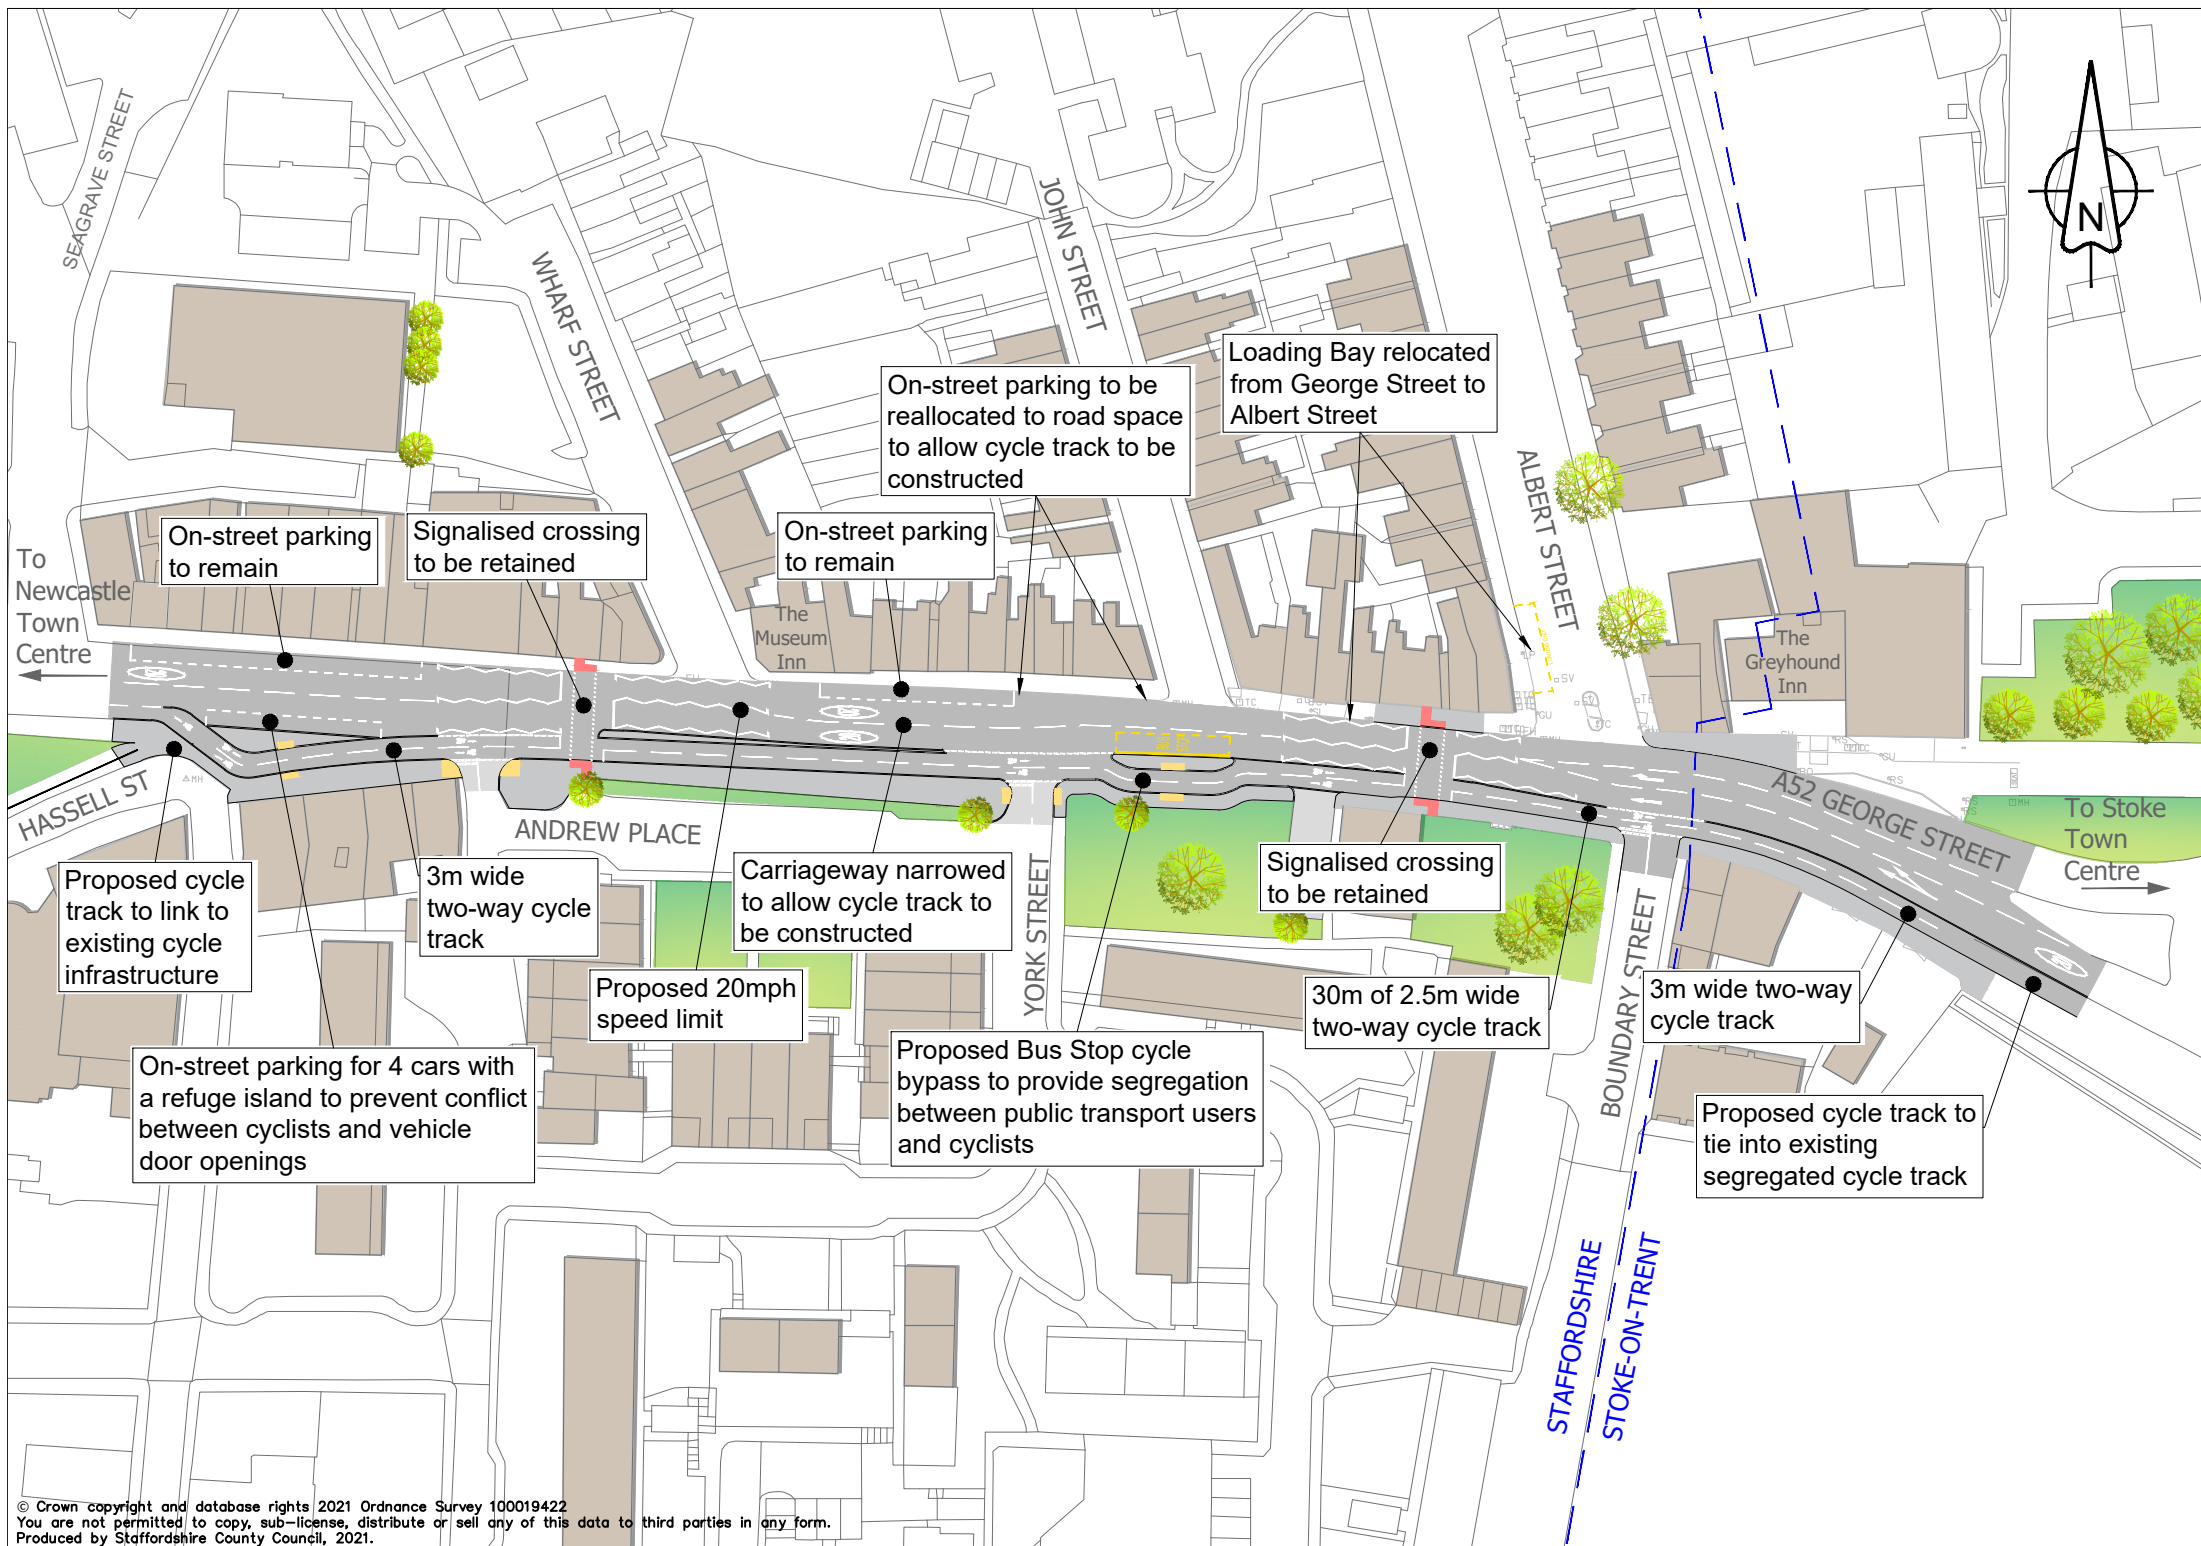 SEAGRAVE STREET
WHARF STREET
JOHN STREET
ALBERT STREET
N
Loading Bay relocated
from George Street to
Albert Street
On-street parking to be
reallocated to road space
to allow cycle track to be
constructed
On-street parking
to remain
Signalised crossing
to be retained
On-street parking
to remain
To
Newcastle
Town
Centre
The
Museum
Inn
The
Greyhound
Inn
HASSELL ST
ANDREW PLACE
YORK STREET
BOUNDARY STREET
A52 GEORGE STREET
To Stoke
Town
Centre
Proposed cycle
track to link to
existing cycle
infrastructure
3m wide
two-way cycle
track
Carriageway narrowed
to allow cycle track to
be constructed
Signalised crossing
to be retained
Proposed 20mph
speed limit
30m of 2.5m wide
two-way cycle track
3m wide two-way
cycle track
On-street parking for 4 cars with
a refuge island to prevent conflict
between cyclists and vehicle
door openings
Proposed Bus Stop cycle
bypass to provide segregation
between public transport users
and cyclists
Proposed cycle track to
tie into existing
segregated cycle track
STAFFORDSHIRE
STOKE-ON-TRENT
© Crown copyright and database rights 2021 Ordnance Survey 100019422
You are not permitted to copy, sub-license, distribute or sell any of this data to third parties in any form.
Produced by Staffordshire County Council, 2021.